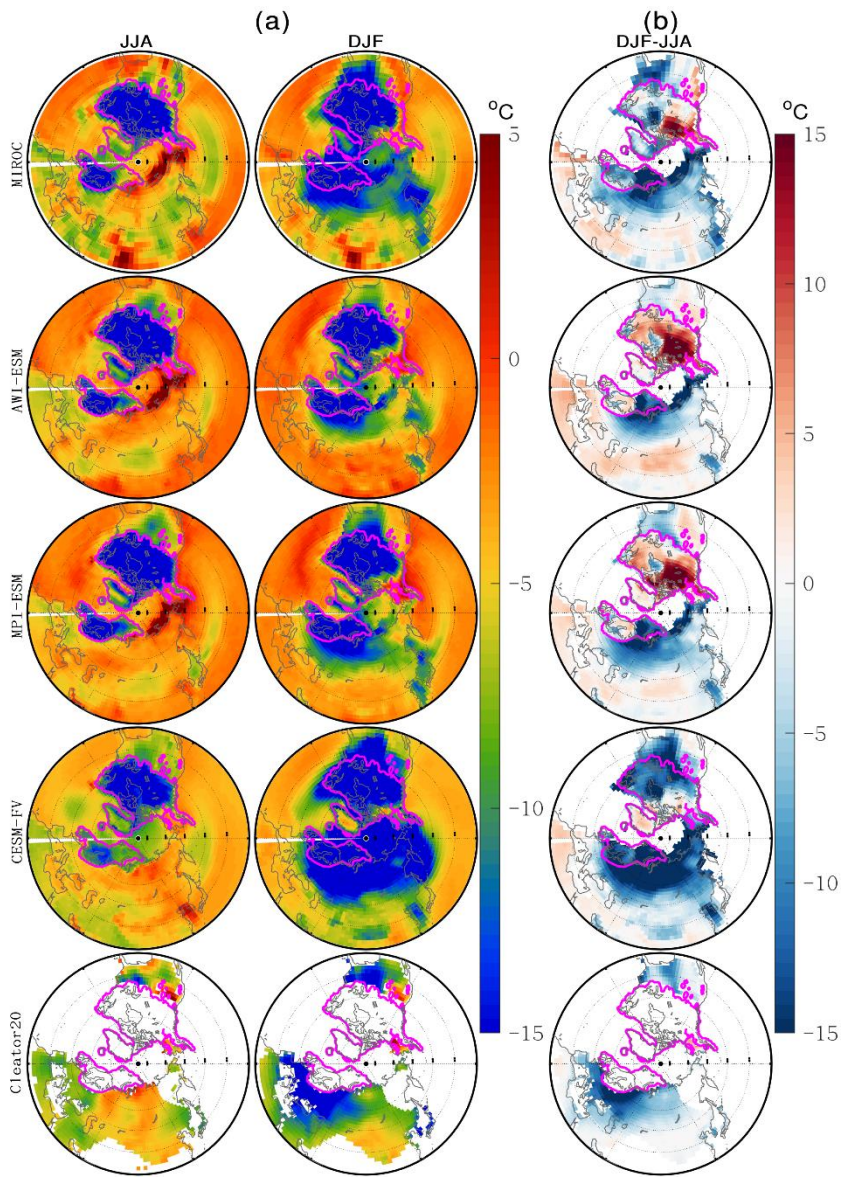 (a) (b)
JJA DJF DJF-JJA
°C °C
MIROC
AWI-ESM
MPI-ESM
CESM-FV
Cleator20
5
0
-5
-10
-15
15
10
5
0
-5
-10
-15